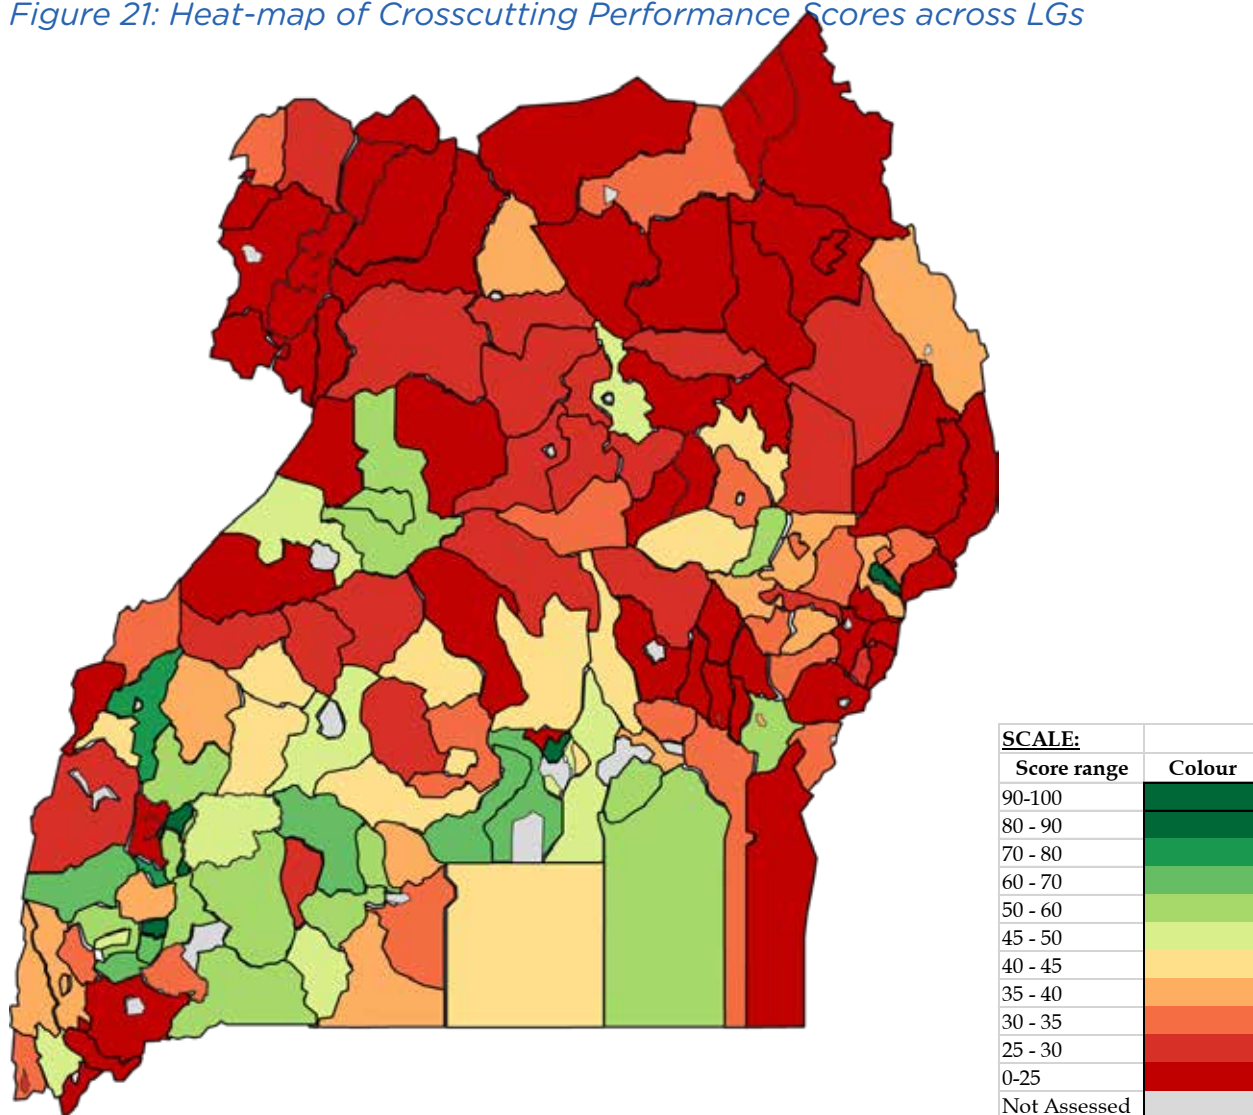 Figure 21: Heat-map of Crosscutting Performance Scores across LGs
SCALE:
Score range Colour
90-100
80 - 90
70 - 80
60 - 70
50 - 60
45 - 50
40 - 45
35 - 40
30 - 35
25 - 30
0-25
Not Assessed